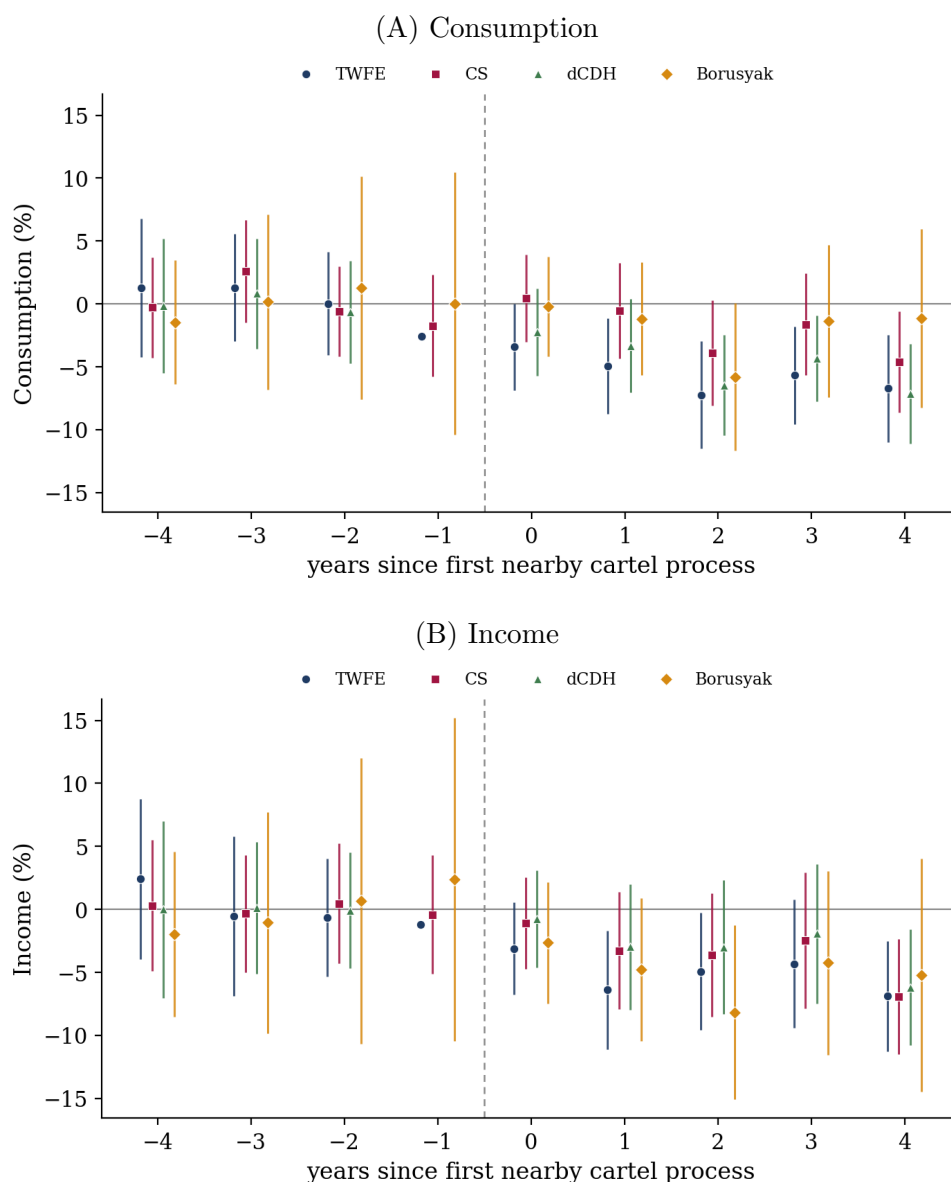 (A) Consumption
TWFE CS dCDH Borusyak
15
10
5
0
−5
−10
−15
Consumption (%)
−4 −3 −2 −1 0 1 2 3 4
years since first nearby cartel process
(B) Income
TWFE CS dCDH Borusyak
15
10
5
0
−5
−10
−15
Income (%)
−4 −3 −2 −1 0 1 2 3 4
years since first nearby cartel process